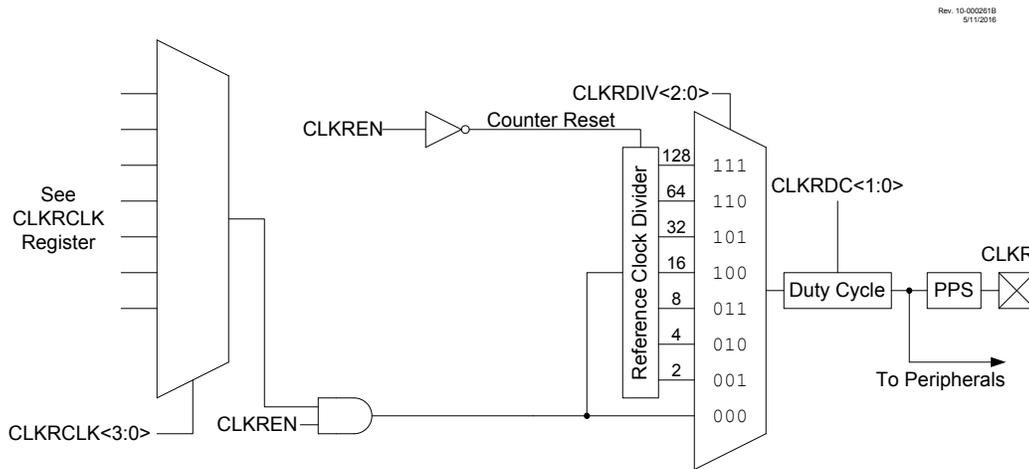 Rev. 10-000261B
5/11/2016
CLKRDIV<2:0>
CLKREN
Counter Reset
See
CLKRCLK
Register
Reference Clock Divider
128
111
64
110
32
101
16
100
8
011
4
010
2
001
000
CLKRDC<1:0>
CLKR
Duty Cycle
PPS
To Peripherals
CLKREN
CLKRCLK<3:0>